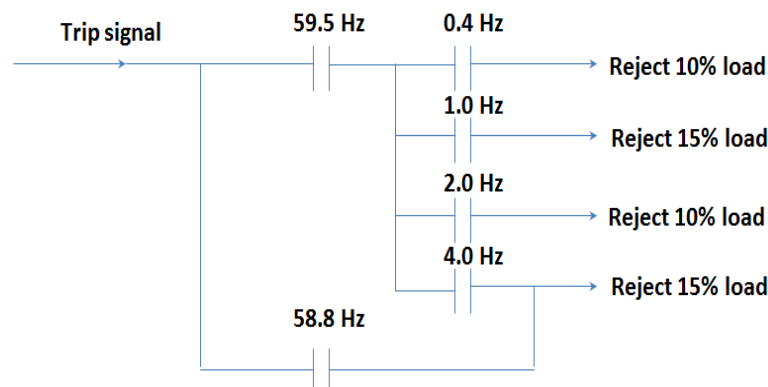 59.5 Hz 0.4 Hz
Trip signal
Reject 10% load
1.0 Hz
Reject 15% load
2.0 Hz
Reject 10% load
4.0 Hz
Reject 15% load
58.8 Hz